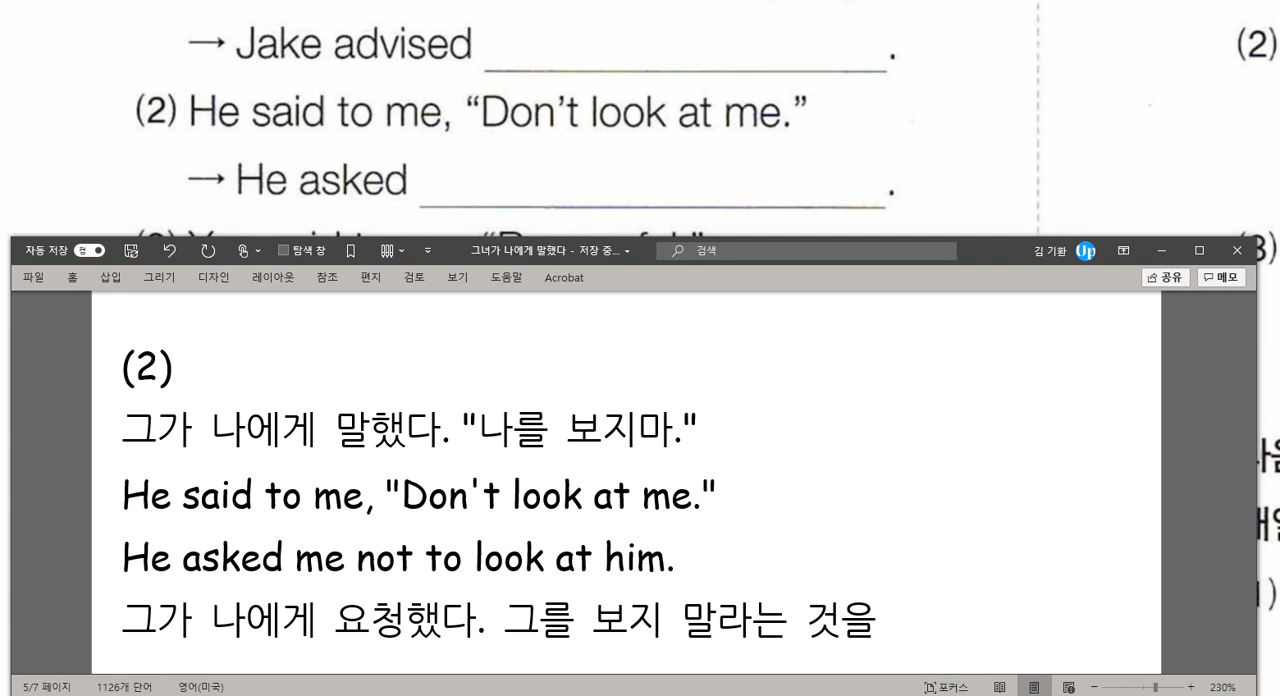 → Jake advised ____________.
(2)
(2) He said to me, “Don’t look at me.”
→ He asked ____________.
자동 저장 탐색 창 그녀가 나에게 말했다 - 저장 중... 검색 김 기환 Up
파일 홈 삽입 그리기 디자인 레이아웃 참조 편지 검토 보기 도움말 Acrobat 공유 메모
(2)
그가 나에게 말했다. "나를 보지마."
He said to me, "Don't look at me."
He asked me not to look at him.
그가 나에게 요청했다. 그를 보지 말라는 것을
5/7 페이지 1126개 단어 영어(미국) 포커스 230%